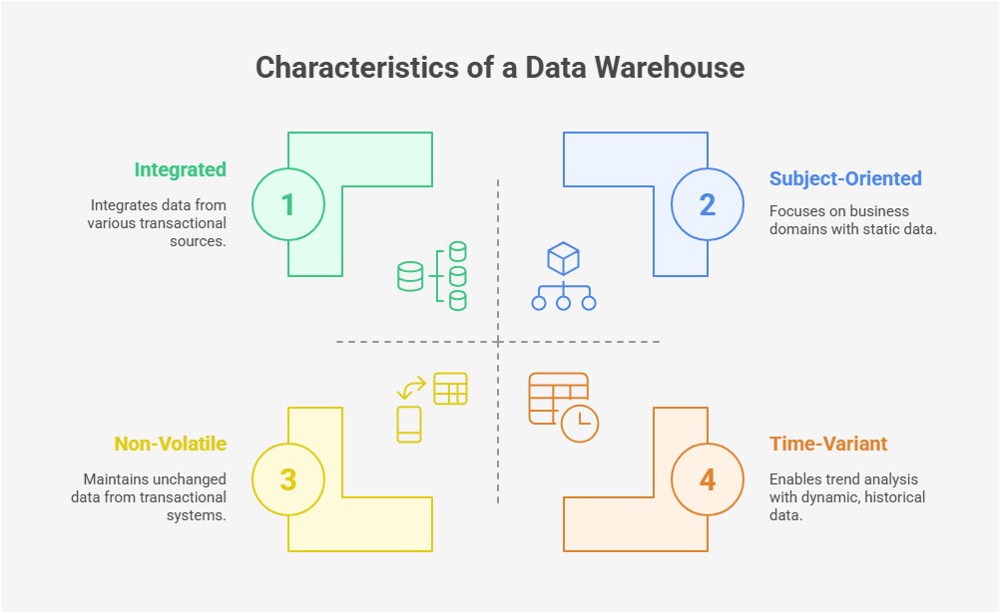 Characteristics of a Data Warehouse
Integrated
1
Integrates data from
various transactional
sources.
2
Subject-Oriented
Focuses on business
domains with static data.
Non-Volatile
3
Maintains unchanged
data from transactional
systems.
4
Time-Variant
Enables trend analysis
with dynamic, historical
data.